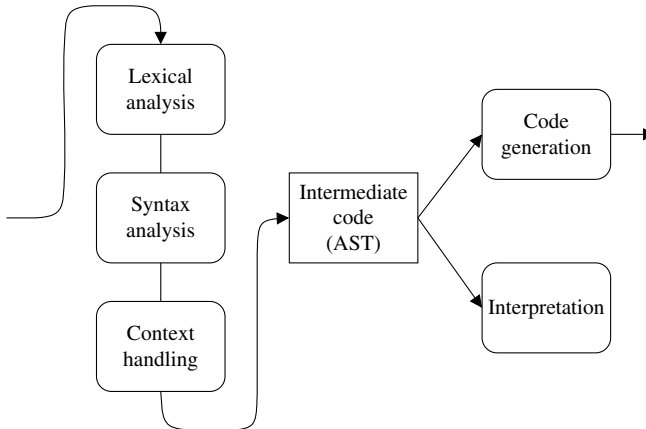 Lexical
analysis
Syntax
analysis
Context
handling
Intermediate
code
(AST)
Code
generation
Interpretation